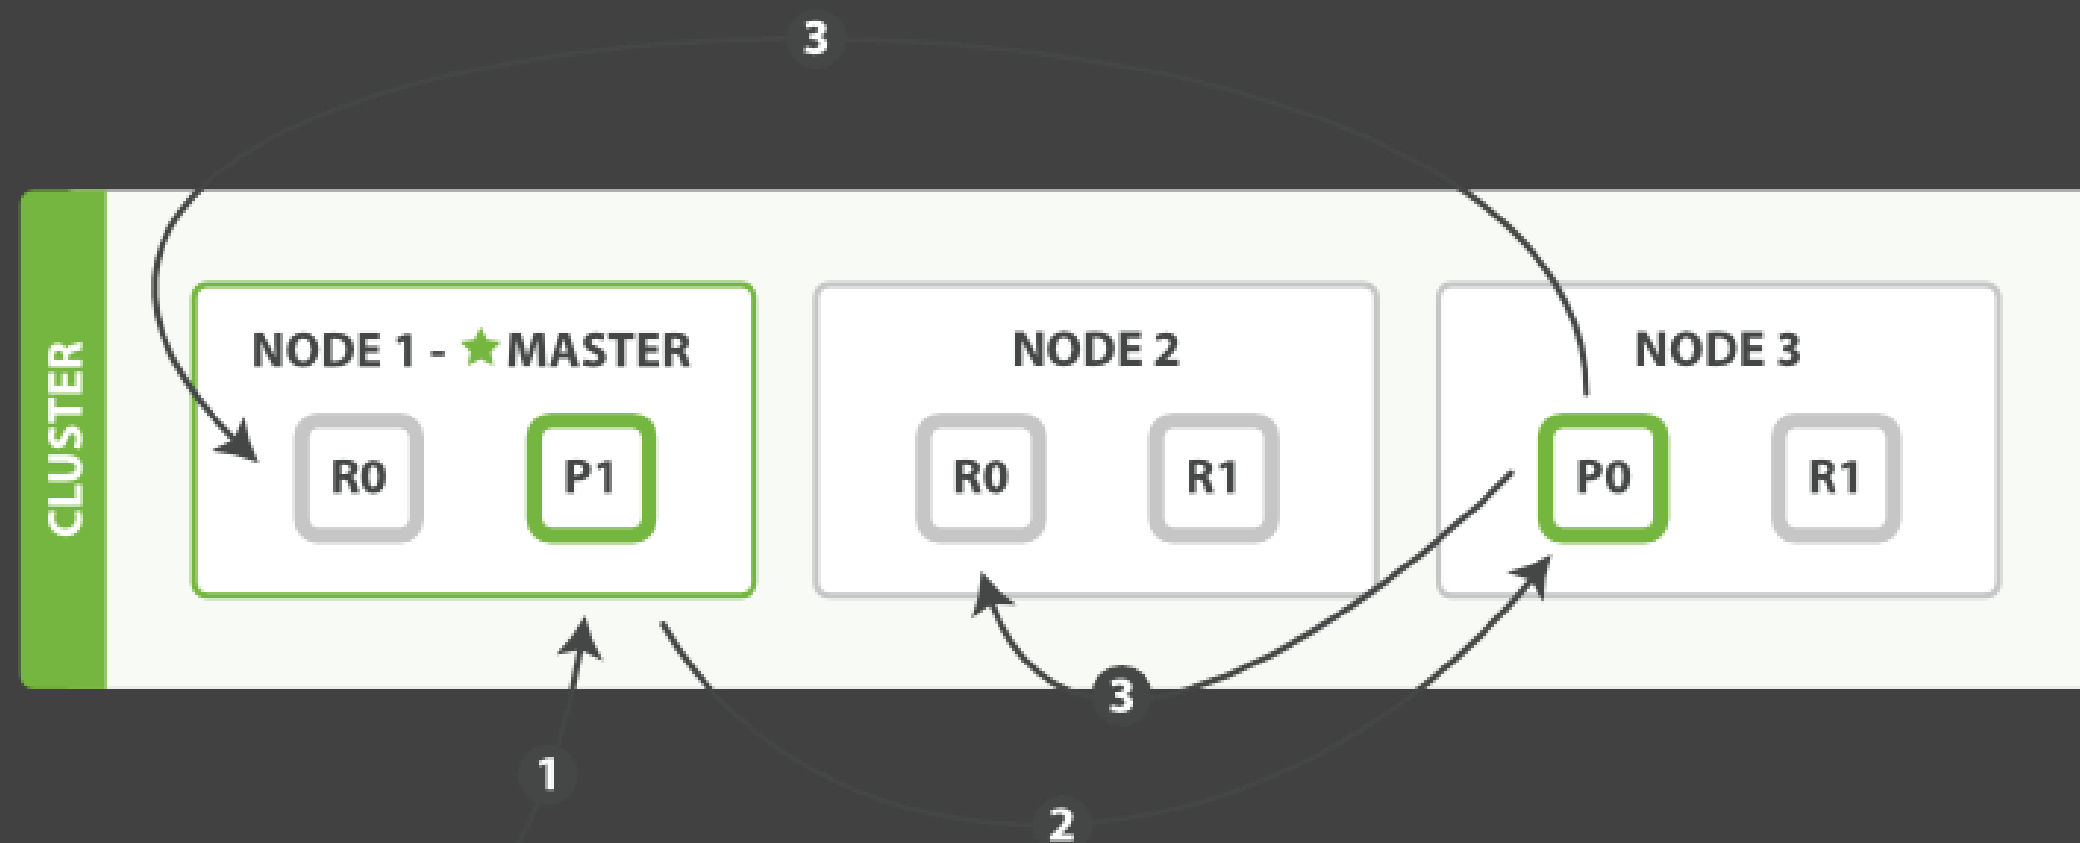 3
CLUSTER
NODE 1 - ★MASTER
R0
P1
NODE 2
R0
R1
NODE 3
P0
R1
3
1
2